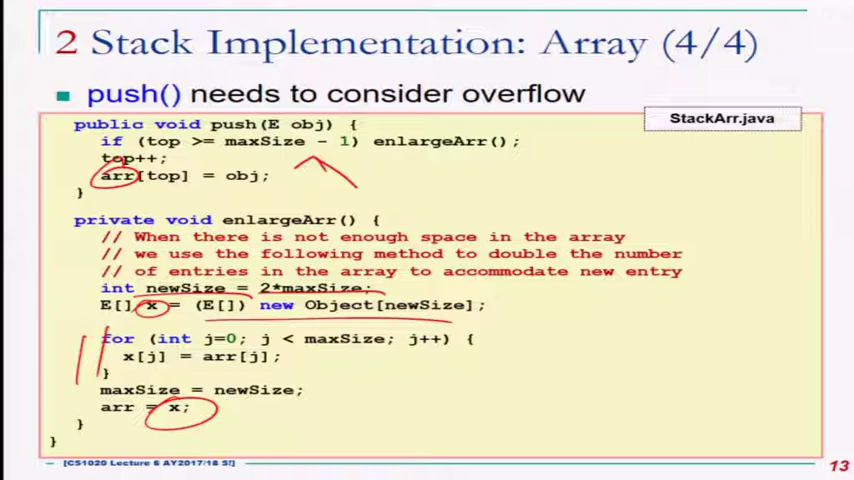 2 Stack Implementation: Array (4/4)
push() needs to consider overflow
StackArr.java
public void push(E obj) {
if (top >= maxSize - 1) enlargeArr();
top++;
arr[top] = obj;
}
private void enlargeArr() {
// When there is not enough space in the array
// we use the following method to double the number
// of entries in the array to accommodate new entry
int newSize = 2*maxSize;
E[] x = (E[]) new Object[newSize];
for (int j=0; j < maxSize; j++) {
x[j] = arr[j];
}
maxSize = newSize;
arr = x;
}
}
[CS1020 Lecture 6 AY2017/18 S!]
13